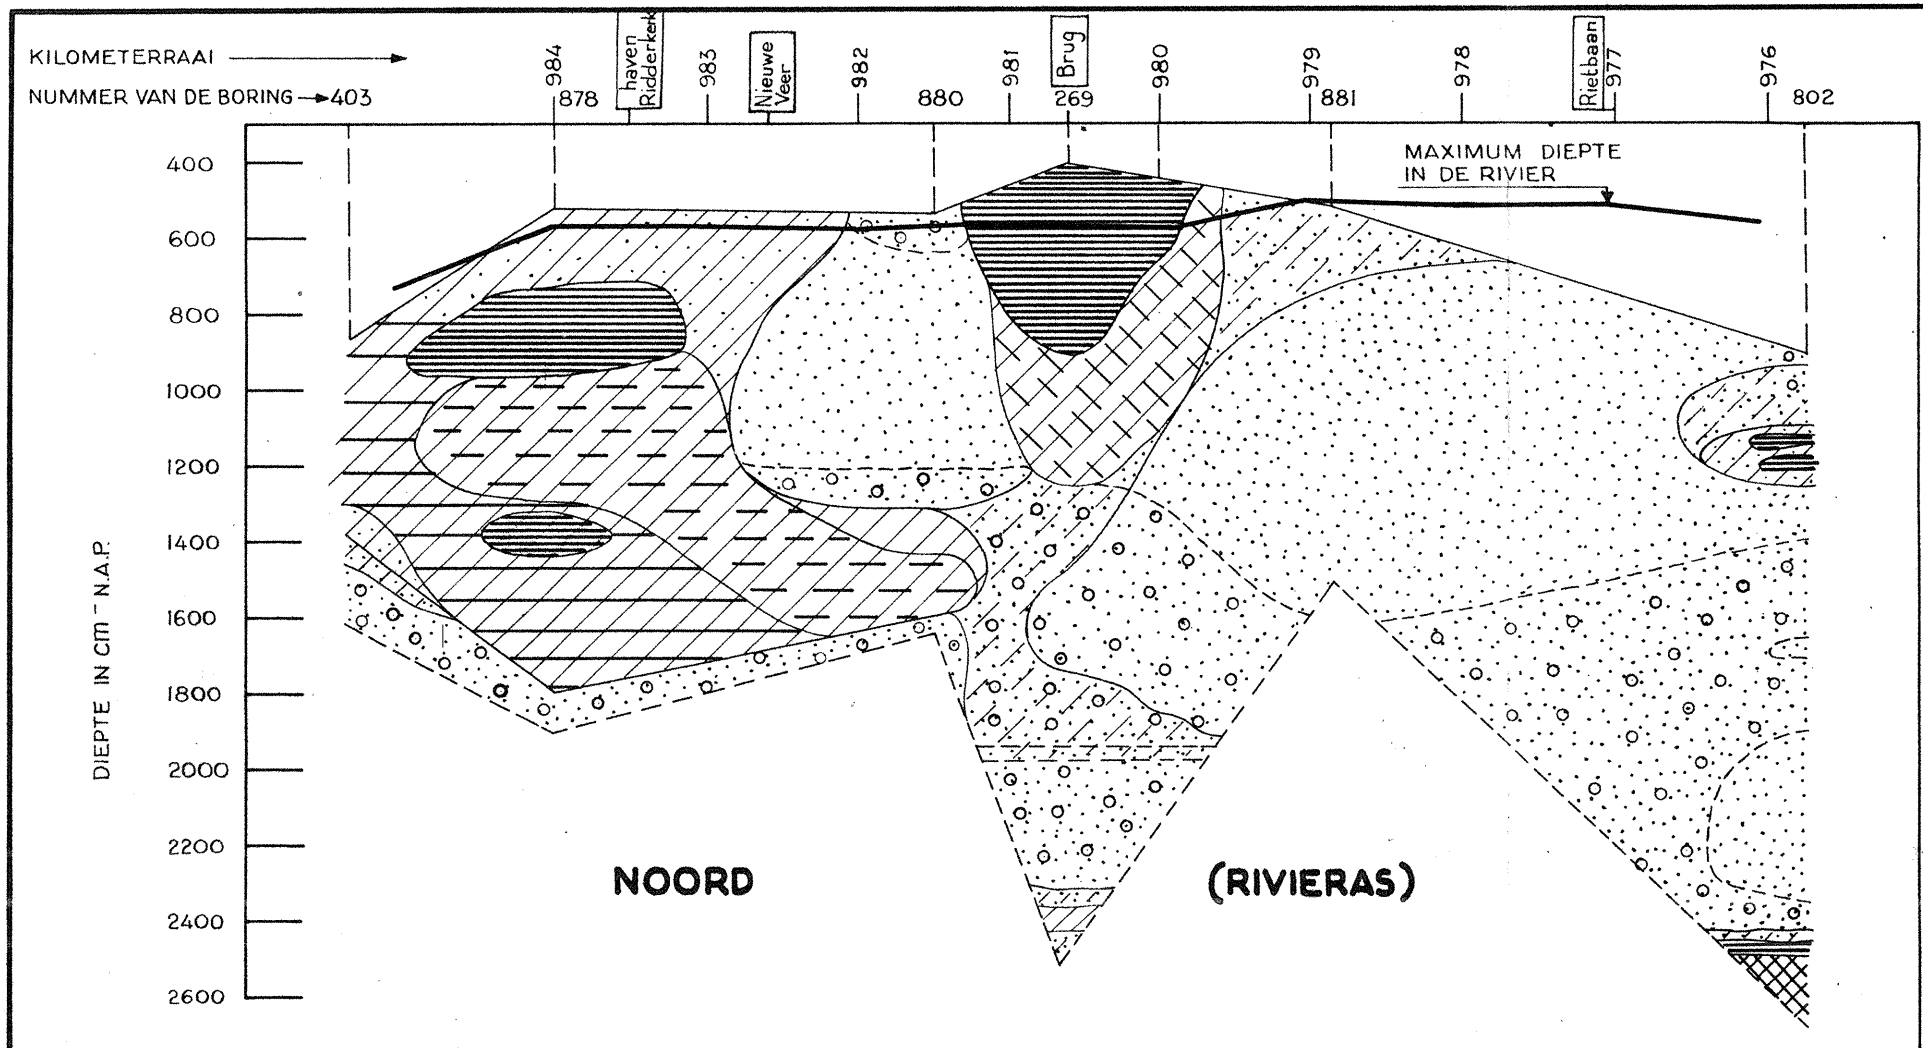 KILOMETERRAAI
984
haven
Ridderkerk
983
Nieuwe
Veer
982
981
Brug
980
979
978
Rietbaan
977
976
NUMMER VAN DE BORING 403
878
880
269
881
802
MAXIMUM DIEPTE
IN DE RIVIER
400
600
800
1000
1200
1400
1600
1800
2000
2200
2400
2600
DIEPTE IN cm - N.A.P.
NOORD (RIVIERAS)